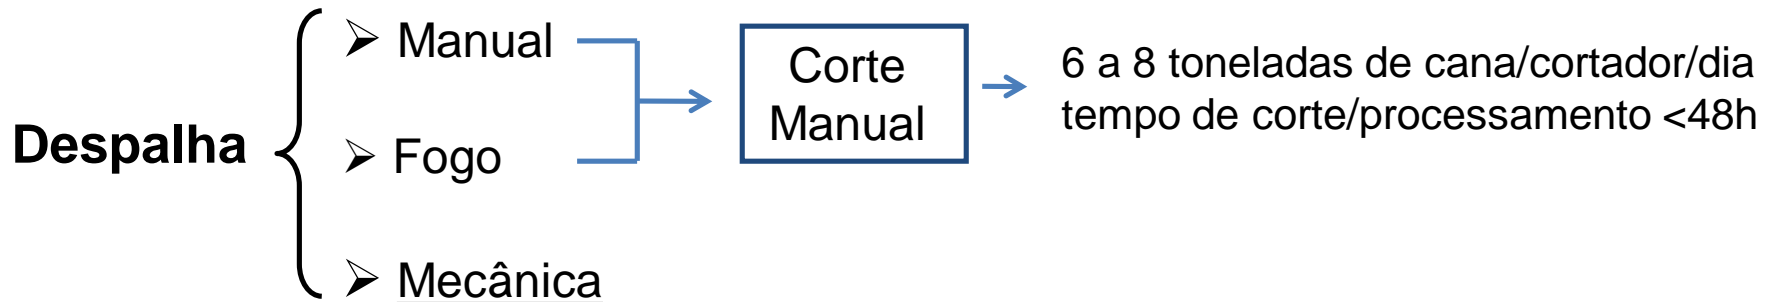 Despalha
Manual
Fogo
Mecânica
Corte
Manual
6 a 8 toneladas de cana/cortador/dia
tempo de corte/processamento <48h